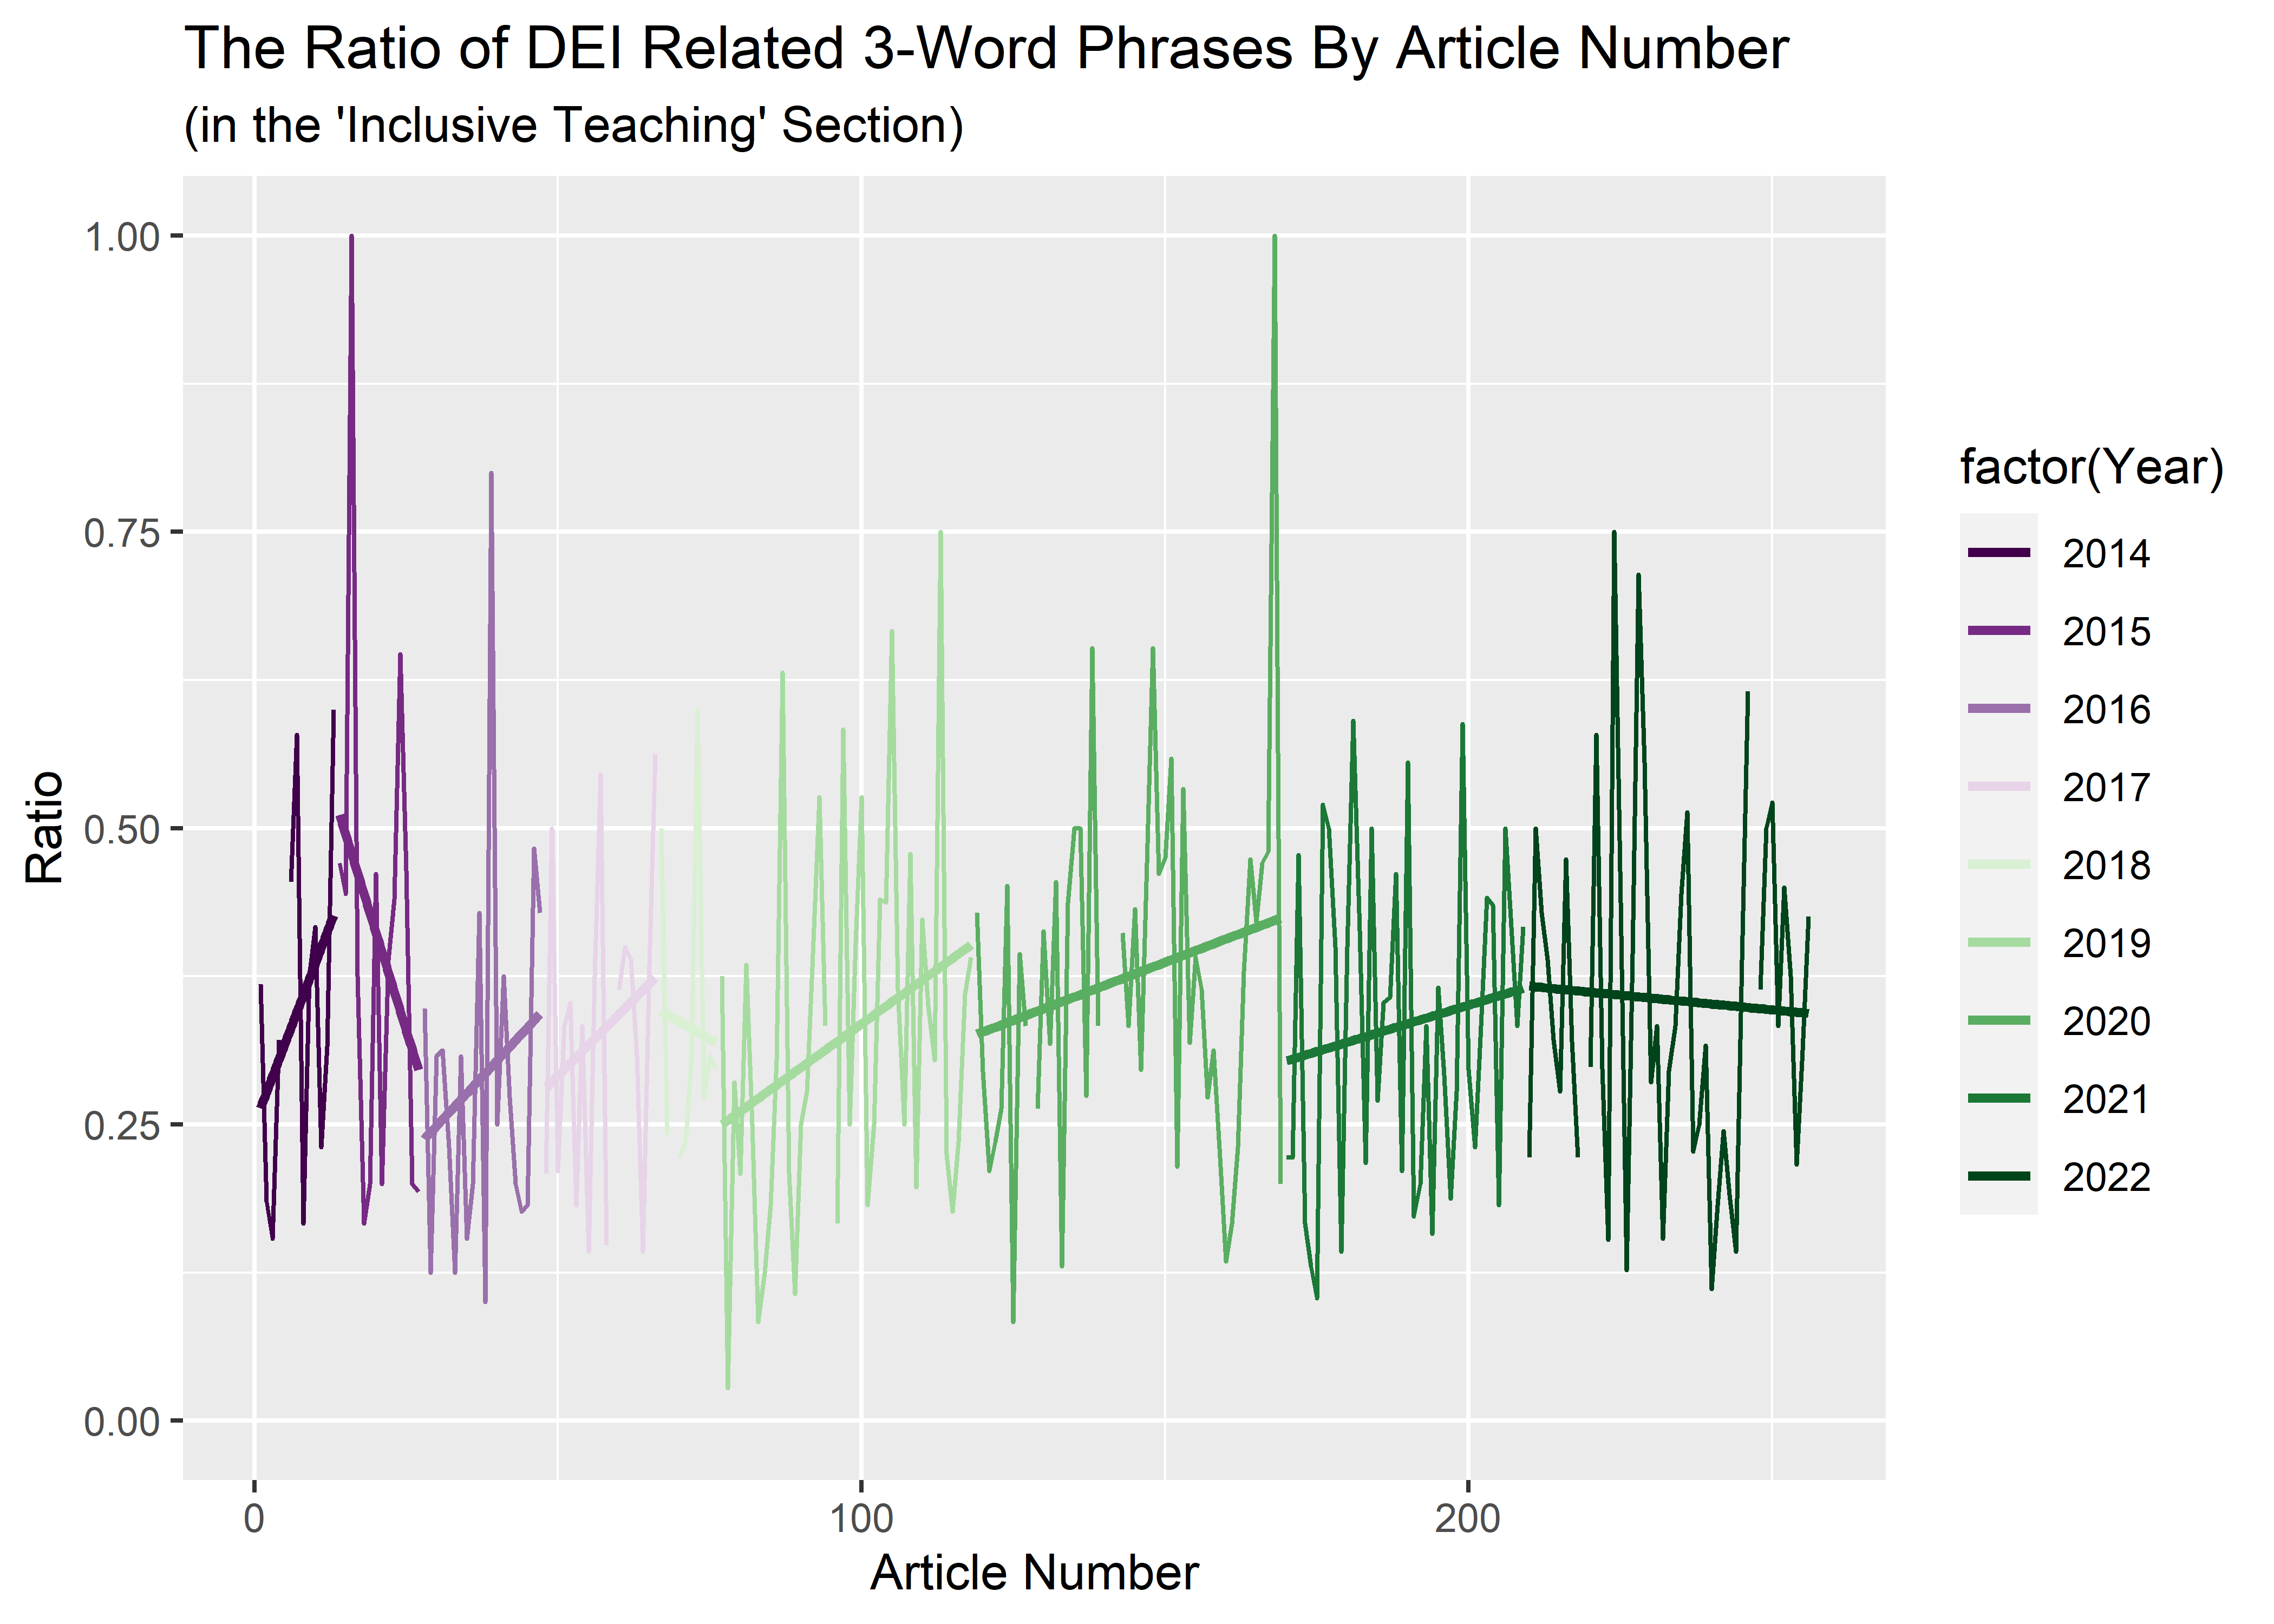 The Ratio of DEI Related 3-Word Phrases By Article Number
(in the 'Inclusive Teaching' Section)
1.00
0.75
0.50
0.25
0.00
Ratio
0 100 200
Article Number
factor(Year)
2014
2015
2016
2017
2018
2019
2020
2021
2022